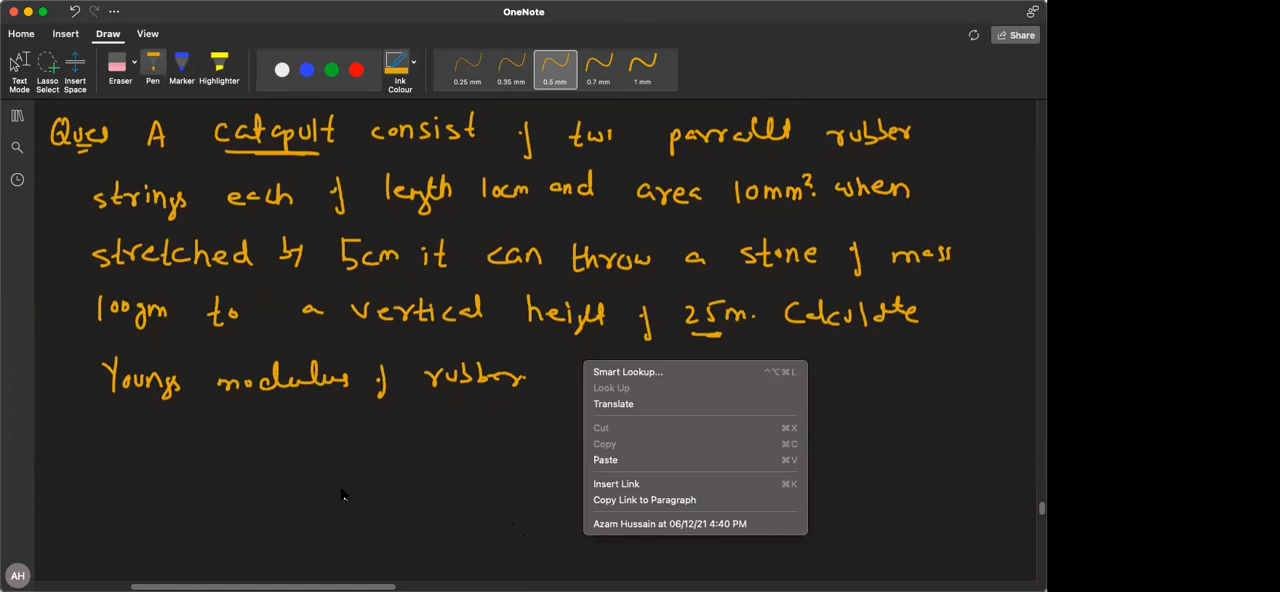 OneNote
Home Insert Draw View
Share
Text Mode
Lasso Select
Insert Space
Eraser
Pen
Marker
Highlighter
Ink Colour
0.25 mm
0.35 mm
0.5 mm
0.7 mm
1 mm
Ques A catapult consist of two parralel rubber
strings each of length 10cm and area 10mm². when
stretched by 5cm it can throw a stone of mass
100gm to a vertical height of 25m. Calculate
Youngs modulus of rubber.
Smart Lookup... ^⌥⌘L
Look Up
Translate
Cut ⌘X
Copy ⌘C
Paste ⌘V
Insert Link ⌘K
Copy Link to Paragraph
Azam Hussain at 06/12/21 4:40 PM
AH